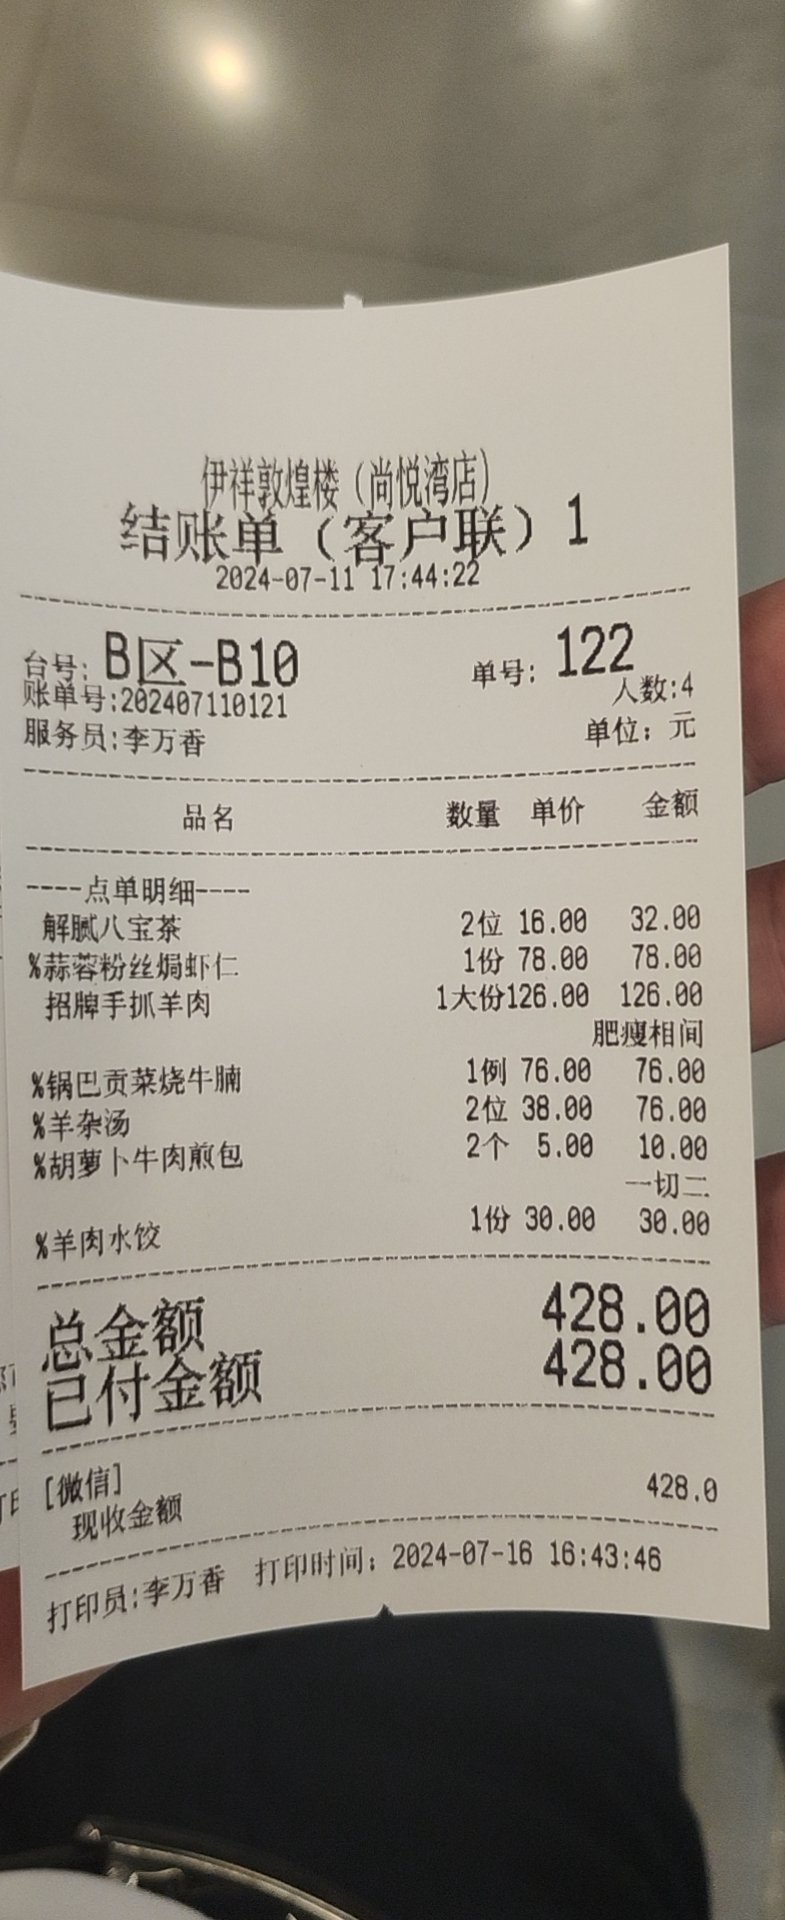 伊祥敦煌楼（尚悦湾店）
结账单（客户联）1
2024-07-11 17:44:22
台号: B区-B10 单号: 122
账单号:202407110121 人数:4
服务员:李万香 单位：元
品名 数量 单价 金额
----点单明细----
解腻八宝茶 2位 16.00 32.00
%蒜蓉粉丝焗虾仁 1份 78.00 78.00
招牌手抓羊肉 1大份126.00 126.00
肥瘦相间
%锅巴贡菜烧牛腩 1例 76.00 76.00
%羊杂汤 2位 38.00 76.00
%胡萝卜牛肉煎包 2个 5.00 10.00
一切二
%羊肉水饺 1份 30.00 30.00
总金额 428.00
已付金额 428.00
[微信]
现收金额 428.0
打印员:李万香 打印时间：2024-07-16 16:43:46